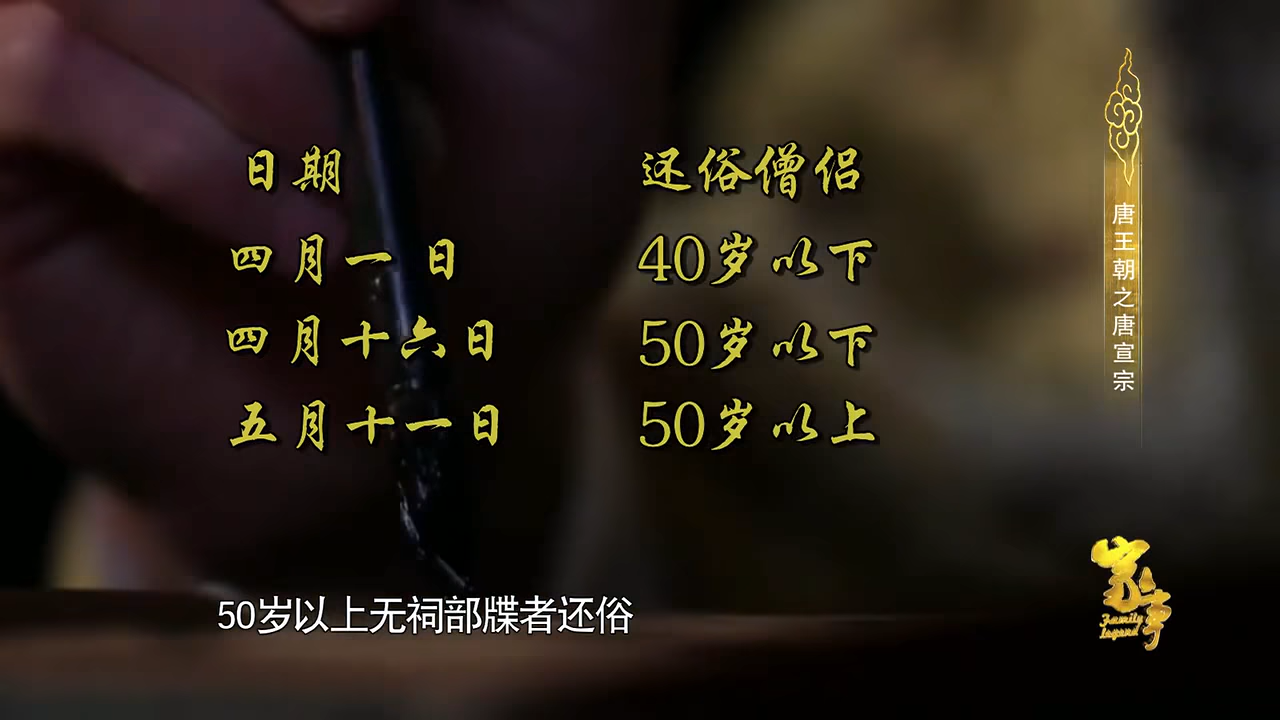 日期 还俗僧侣
四月一日 40岁以下
四月十六日 50岁以下
五月十一日 50岁以上
50岁以上无祠部牒者还俗
唐王朝之唐宣宗
家事
Family
legend